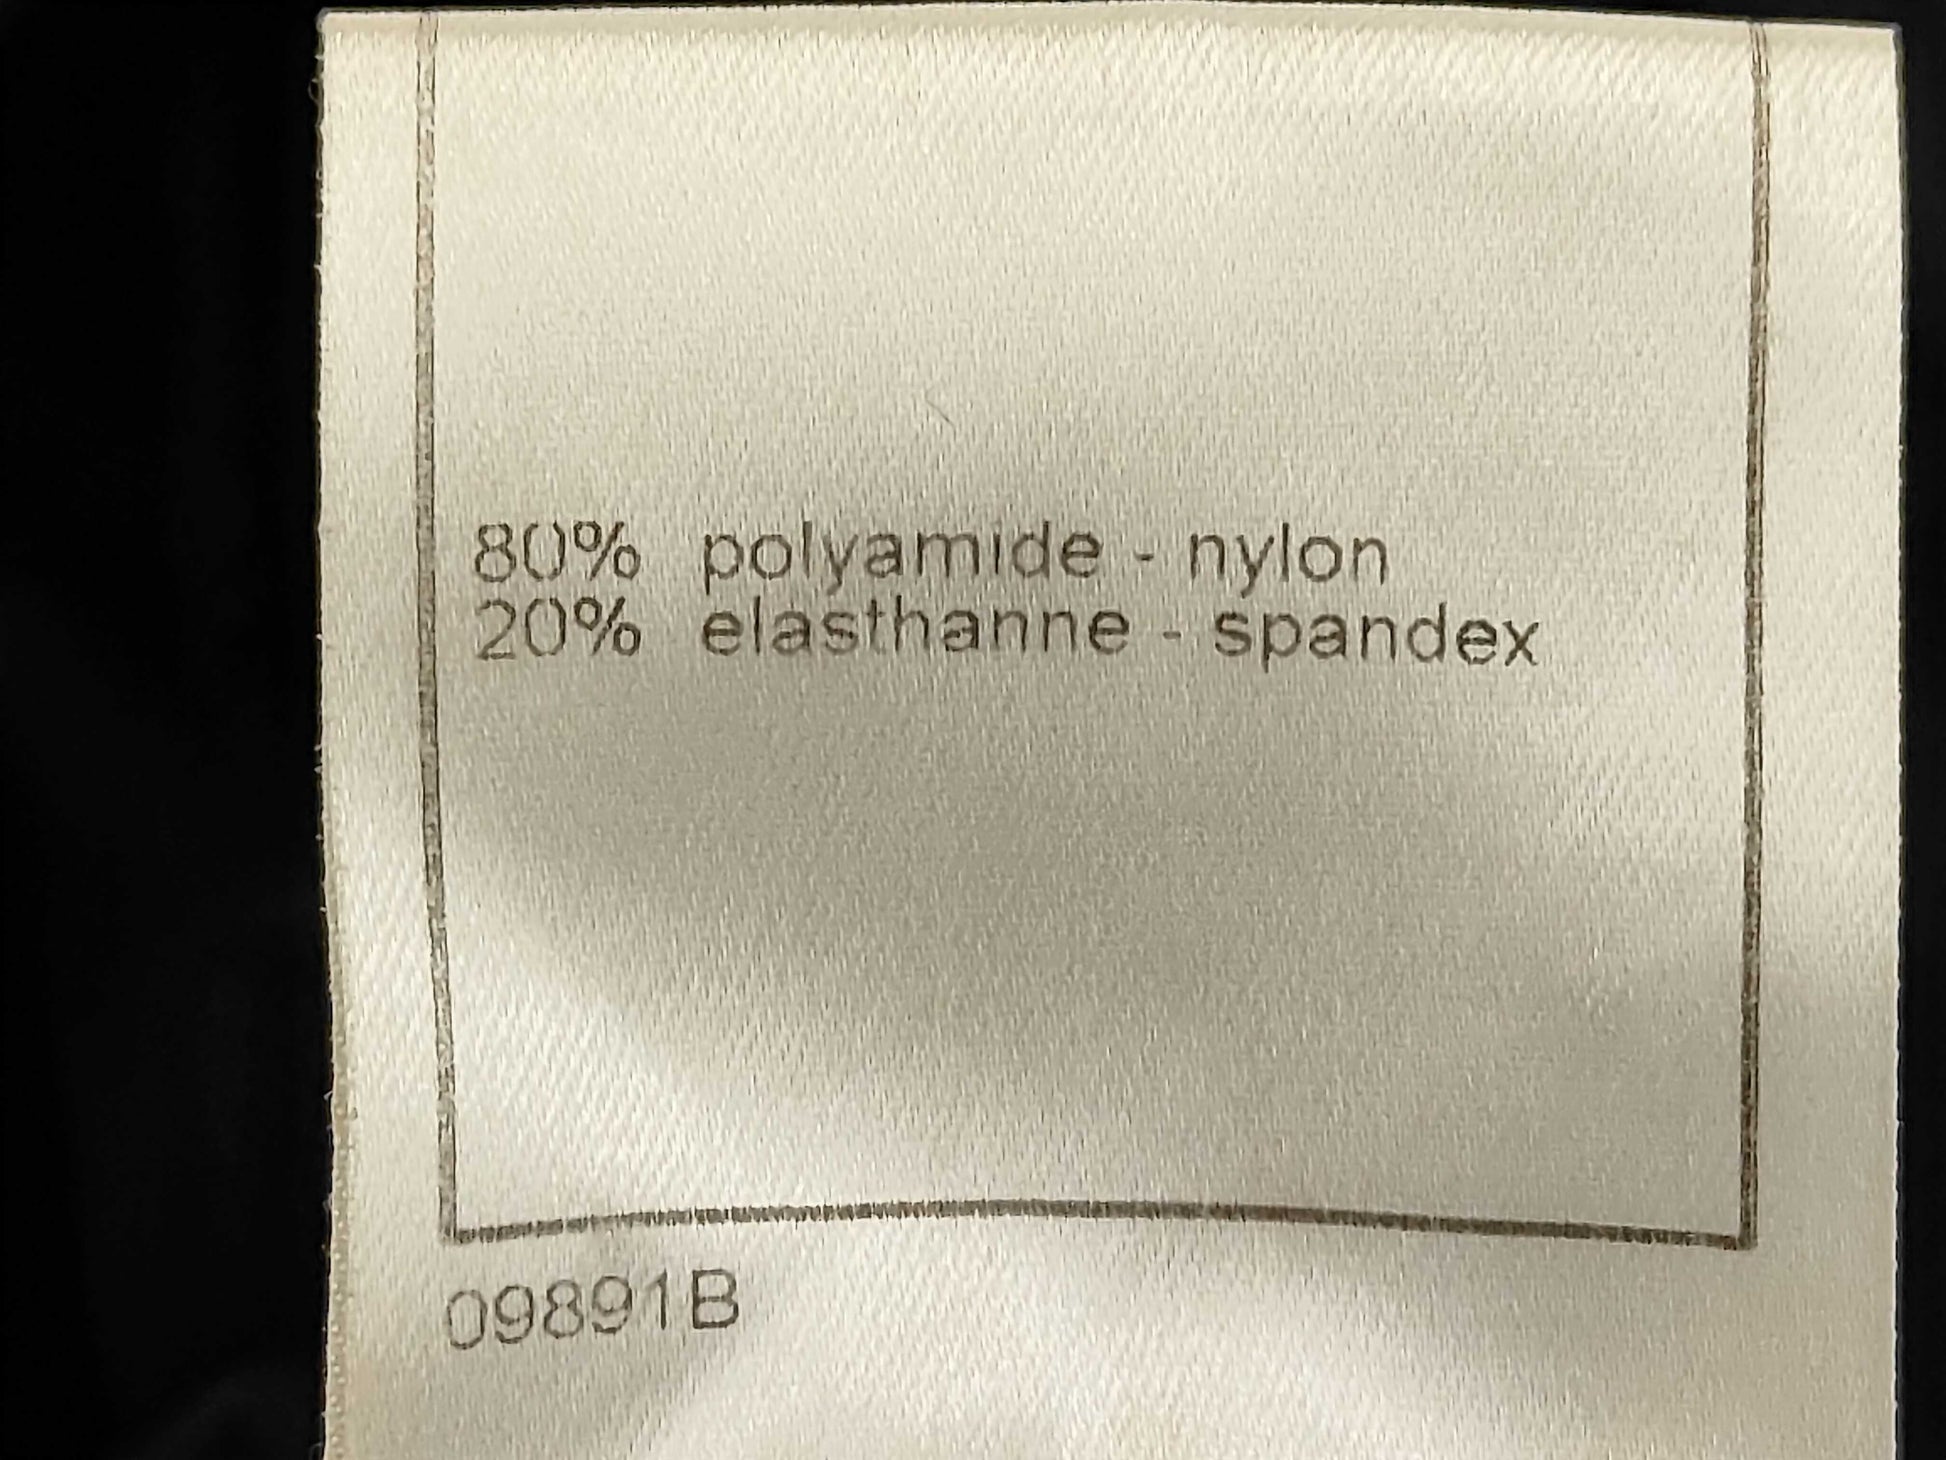 80% polyamide - nylon
20% elasthanne - spandex
09891B